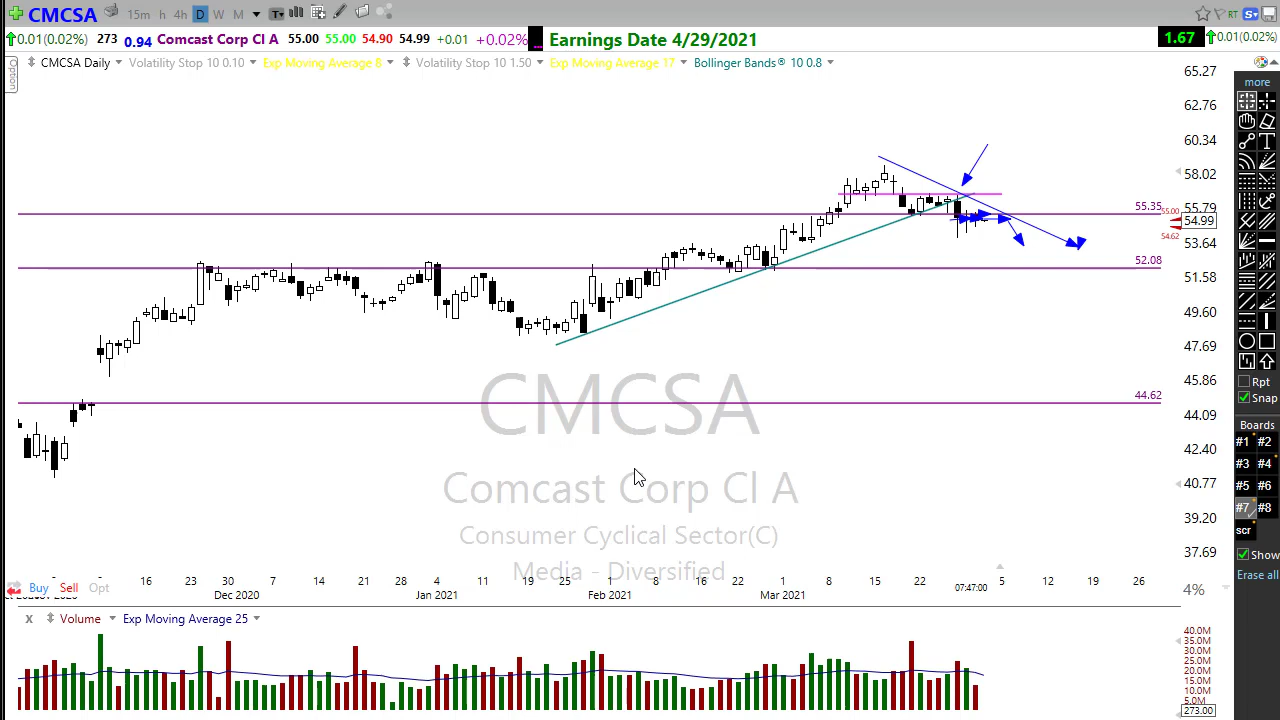 CMCSA 15m h 4h D W M T RT S
0.01(0.02%) 273 0.94 Comcast Corp Cl A 55.00 55.00 54.90 54.99 +0.01 +0.02% ... Earnings Date 4/29/2021 1.67 0.01(0.02%)
Option
CMCSA Daily Volatility Stop 10 0.10 Exp Moving Average 8 Volatility Stop 10 1.50 Exp Moving Average 17 Bollinger Bands® 10 0.8
65.27
62.76
60.34
58.02
55.79
55.35
55.00
54.99
54.62
53.64
52.08
51.58
49.60
47.69
45.86
44.62
44.09
42.40
40.77
39.20
37.69
more
T
Rpt
Snap
Boards
#1 #2
#3 #4
#5 #6
#7 #8
scr
Show
Erase all
CMCSA
Comcast Corp Cl A
Consumer Cyclical Sector(C)
Media - Diversified
16 23 30 7 14 21 28 4 11 19 25 1 8 16 22 1 8 15 22 5 12 19 26
Buy Sell Opt
Dec 2020 Jan 2021 Feb 2021 Mar 2021 07:47:00
4%
x Volume Exp Moving Average 25
40.0M
35.0M
30.0M
25.0M
20.0M
15.0M
10.0M
5.0M
273.00